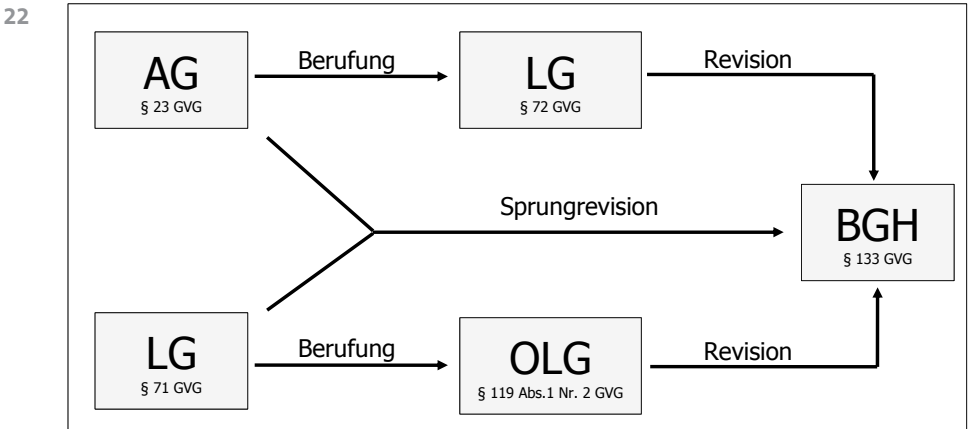 22
AG
§ 23 GVG
Berufung
LG
§ 72 GVG
Revision
Sprungrevision
BGH
§ 133 GVG
LG
§ 71 GVG
Berufung
OLG
§ 119 Abs.1 Nr. 2 GVG
Revision